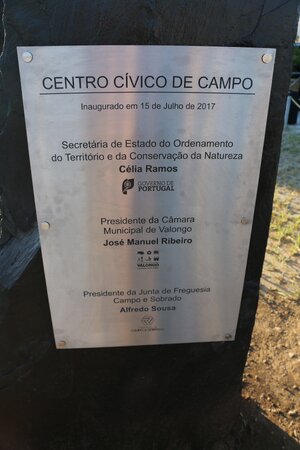 CENTRO CÍVICO DE CAMPO
Inaugurado em 15 de Julho de 2017
Secretária de Estado do Ordenamento
do Território e da Conservação da Natureza
Célia Ramos
GOVERNO DE
PORTUGAL
Presidente da Câmara
Municipal de Valongo
José Manuel Ribeiro
VALONGO
Presidente da Junta de Freguesia
Campo e Sobrado
Alfredo Sousa